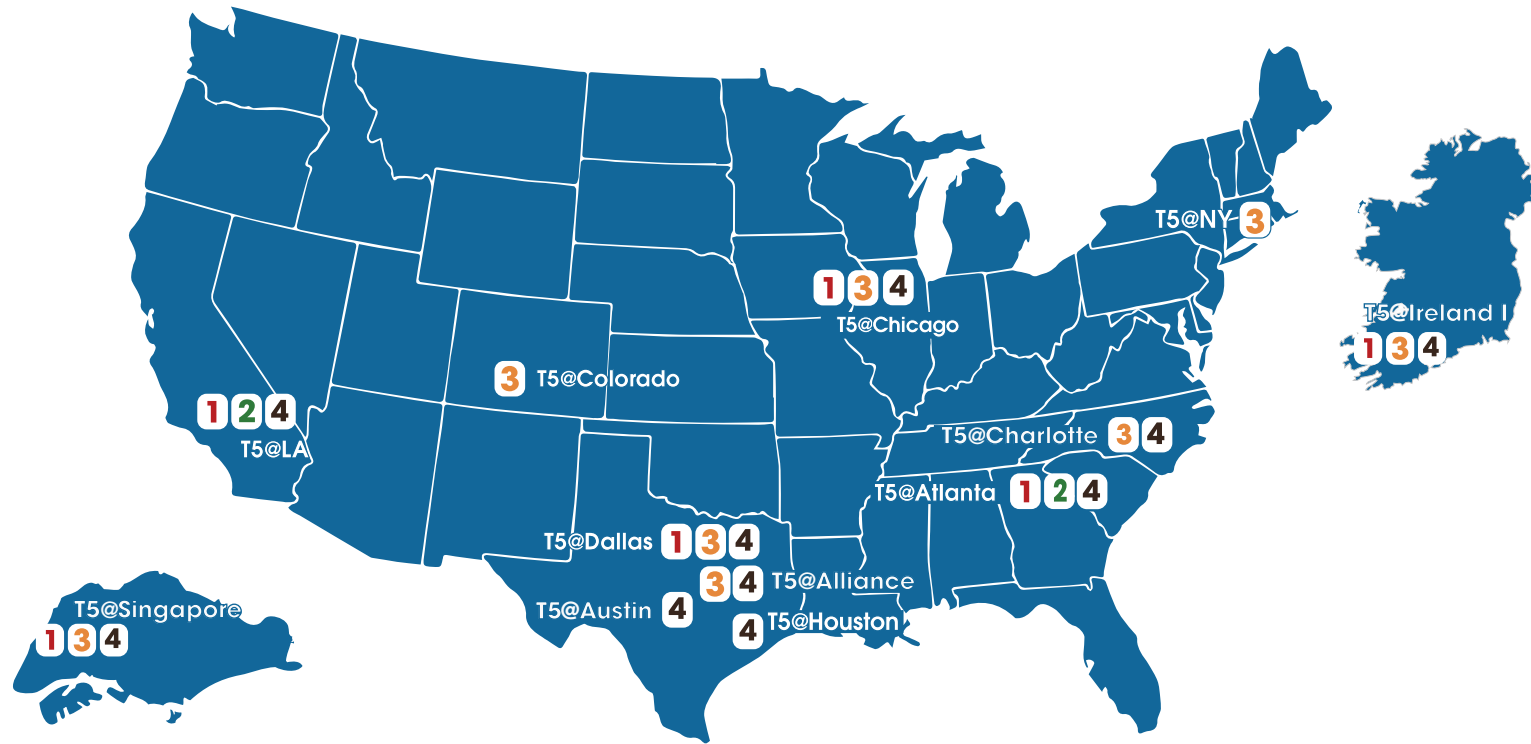 T5@NY 3
1 3 4
T5@Chicago
T5@Ireland I
1 3 4
3 T5@Colorado
1 2 4
T5@LA
T5@Charlotte 3 4
T5@Atlanta 1 2 4
T5@Dallas 1 3 4
3 4 T5@Alliance
T5@Austin 4
4 T5@Houston
T5@Singapore
1 3 4